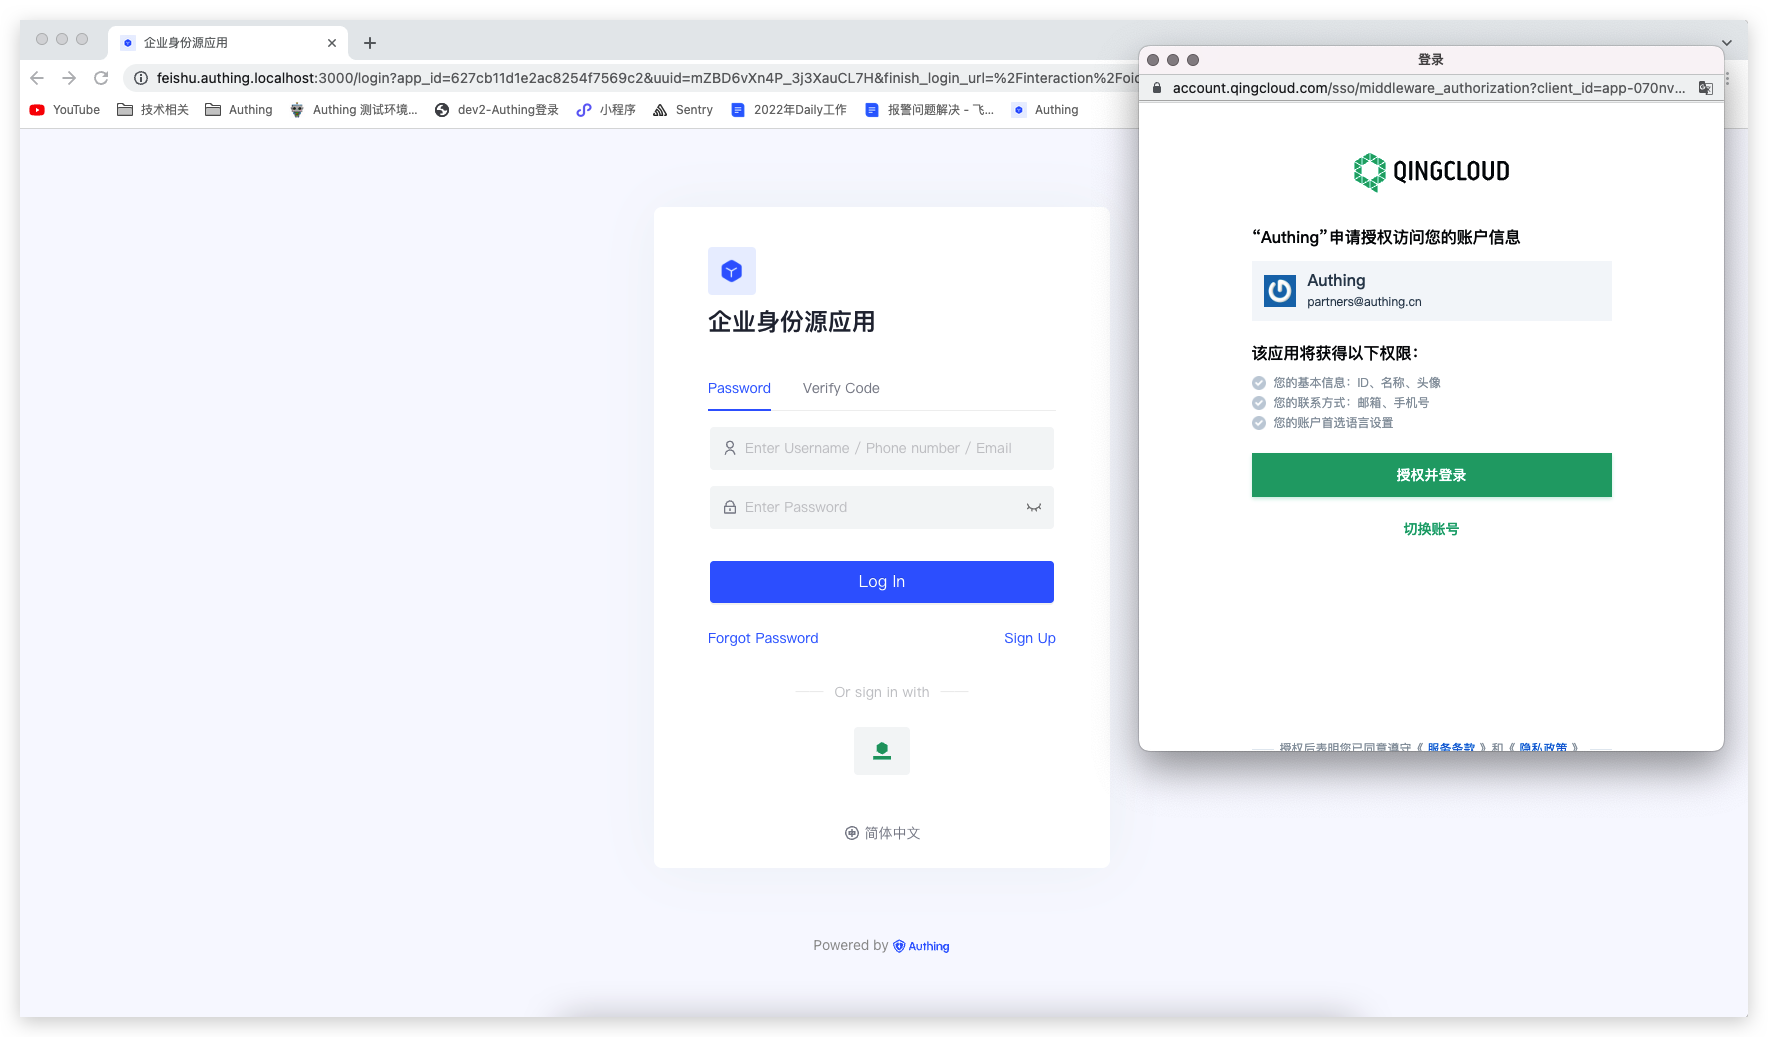 企业身份源应用
feishu.authing.localhost:3000/login?app_id=627cb11d1e2ac8254f7569c2&uuid=mZBD6vXn4P_3j3XauCL7H&finish_login_url=%2Finteraction%2Foid
YouTube 技术相关 Authing Authing 测试环境... dev2-Authing登录 小程序 Sentry 2022年Daily工作 报警问题解决 - 飞... Authing
企业身份源应用
Password Verify Code
Enter Username / Phone number / Email
Enter Password
Log In
Forgot Password Sign Up
Or sign in with
简体中文
Powered by Authing
登录
account.qingcloud.com/sso/middleware_authorization?client_id=app-070nv...
QINGCLOUD
“Authing”申请授权访问您的账户信息
Authing
partners@authing.cn
该应用将获得以下权限：
您的基本信息：ID、名称、头像
您的联系方式：邮箱、手机号
您的账户首选语言设置
授权并登录
切换账号
授权后表明您已同意遵守《 服务条款 》和《 隐私政策 》